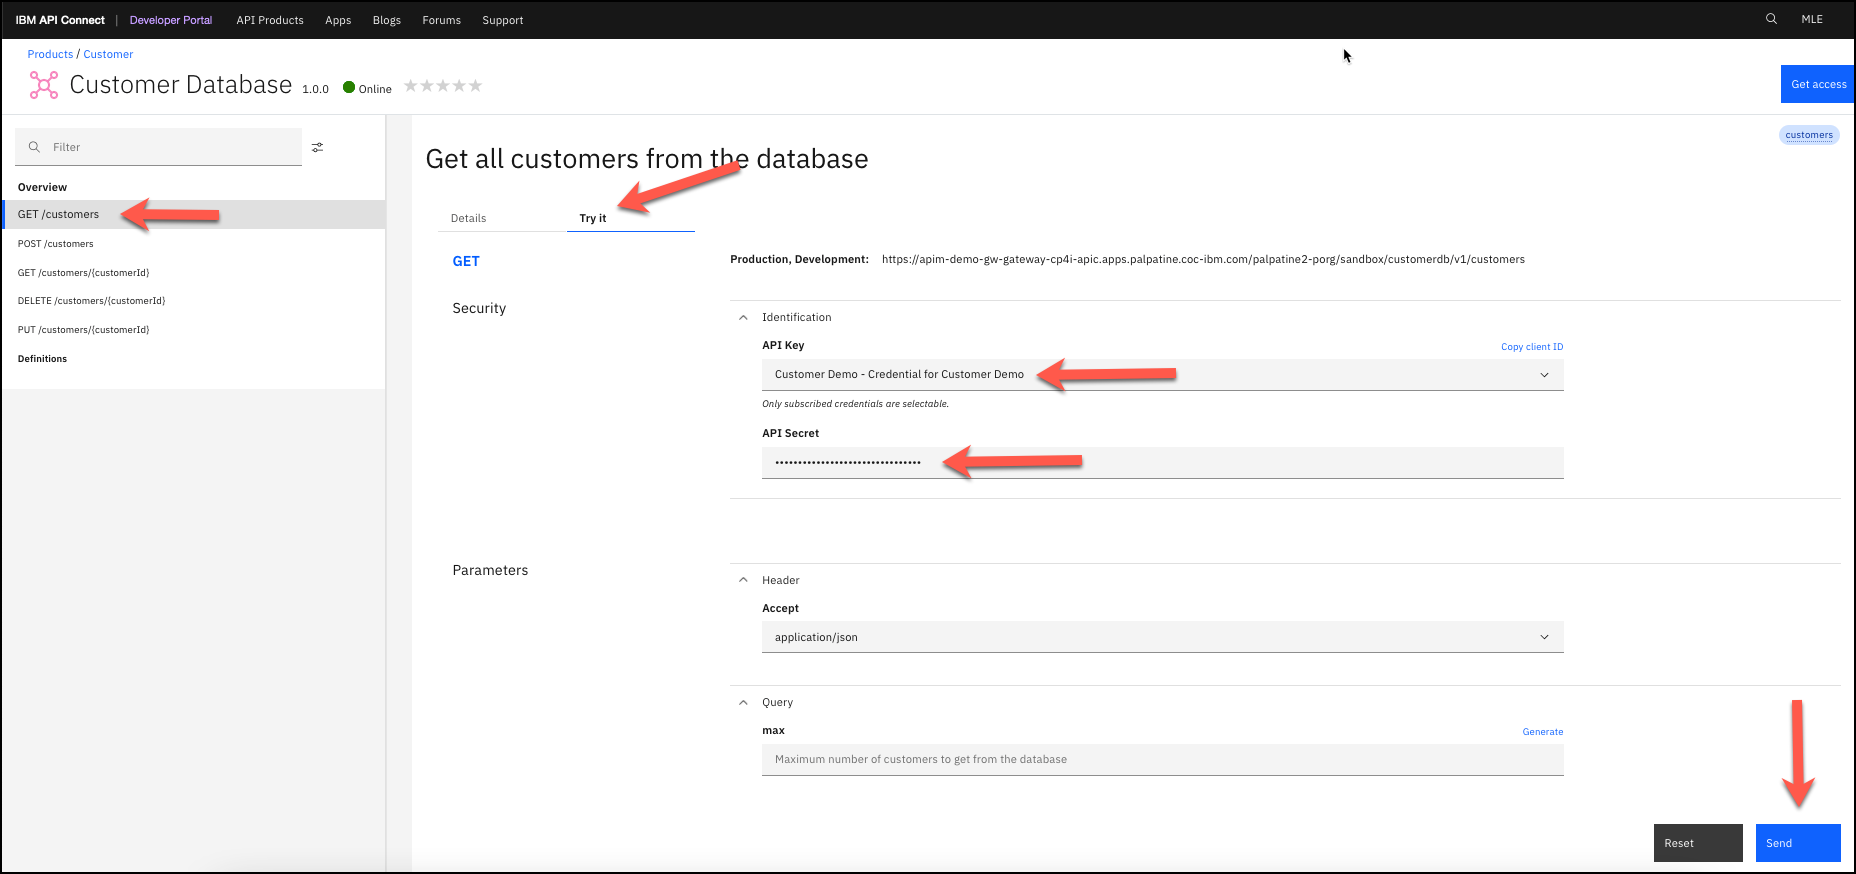 IBM API Connect | Developer Portal API Products Apps Blogs Forums Support MLE
Products / Customer
Customer Database 1.0.0 Online
Get access
Filter
Overview
GET /customers
POST /customers
GET /customers/{customerId}
DELETE /customers/{customerId}
PUT /customers/{customerId}
Definitions
customers
Get all customers from the database
Details Try it
GET
Production, Development: https://apim-demo-gw-gateway-cp4i-apic.apps.palpatine.coc-ibm.com/palpatine2-porg/sandbox/customerdb/v1/customers
Security
Identification
API Key Copy client ID
Customer Demo - Credential for Customer Demo
Only subscribed credentials are selectable.
API Secret
••••••••••••••••••••••••••••••••
Parameters
Header
Accept
application/json
Query
max Generate
Maximum number of customers to get from the database
Reset Send